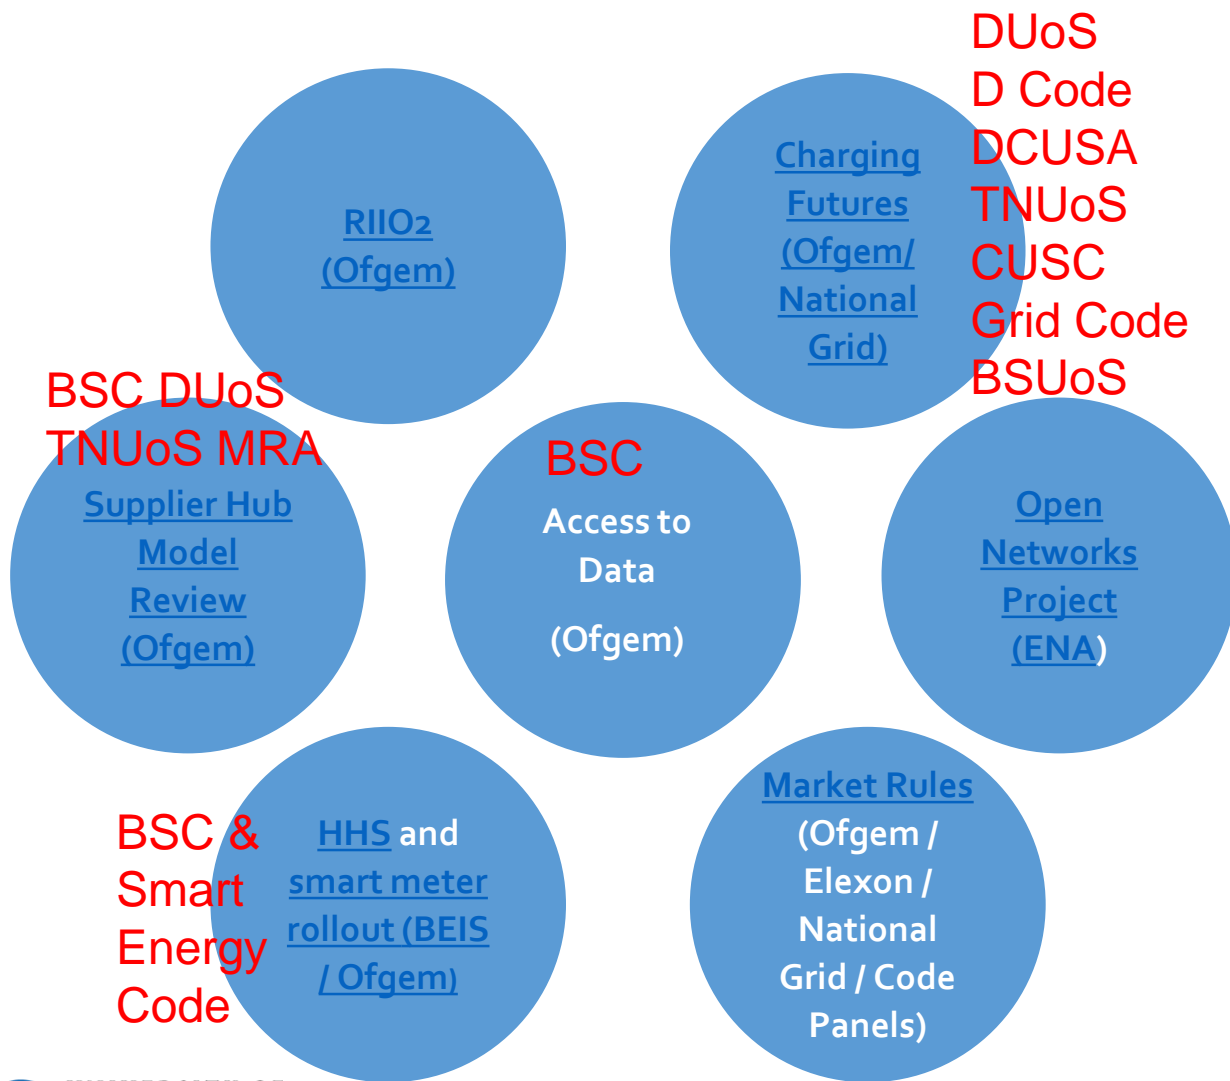 DUoS
D Code
DCUSA
TNUoS
CUSC
Grid Code
BSUoS
Charging
Futures
(Ofgem/
National
Grid)
RIIO2
(Ofgem)
BSC DUoS
TNUoS MRA
Supplier Hub
Model
Review
(Ofgem)
BSC
Access to
Data
(Ofgem)
Open
Networks
Project
(ENA)
BSC &
Smart
Energy
Code
HHS and
smart meter
rollout (BEIS
/ Ofgem)
Market Rules
(Ofgem /
Elexon /
National
Grid / Code
Panels)